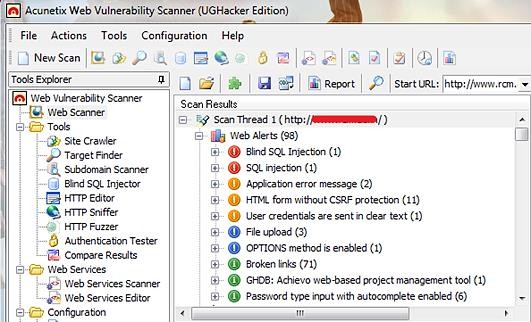 Acunetix Web Vulnerability Scanner (UGHacker Edition)
File Actions Tools Configuration Help
New Scan
Tools Explorer
Report Start URL: http://www.rcm.
Web Vulnerability Scanner
Web Scanner
Tools
Site Crawler
Target Finder
Subdomain Scanner
Blind SQL Injector
HTTP Editor
HTTP Sniffer
HTTP Fuzzer
Authentication Tester
Compare Results
Web Services
Web Services Scanner
Web Services Editor
Configuration
Scan Results
Scan Thread 1 ( http:/ / )
Web Alerts (98)
Blind SQL Injection (1)
SQL injection (1)
Application error message (2)
HTML form without CSRF protection (11)
User credentials are sent in clear text (1)
File upload (3)
OPTIONS method is enabled (1)
Broken links (71)
GHDB: Achievo web-based project management tool (1)
Password type input with autocomplete enabled (6)